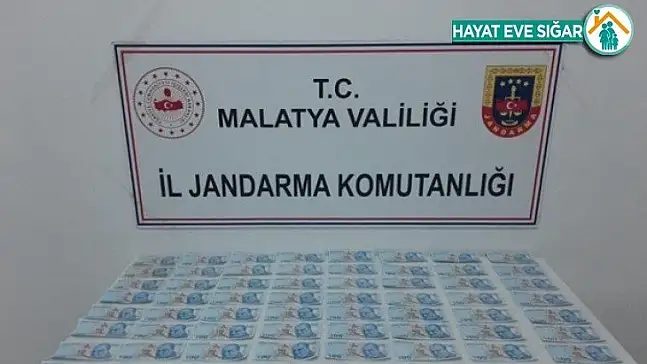 HAYAT EVE SIĞAR
T.C.
MALATYA VALİLİĞİ
JANDARMA
İL JANDARMA KOMUTANLIĞI